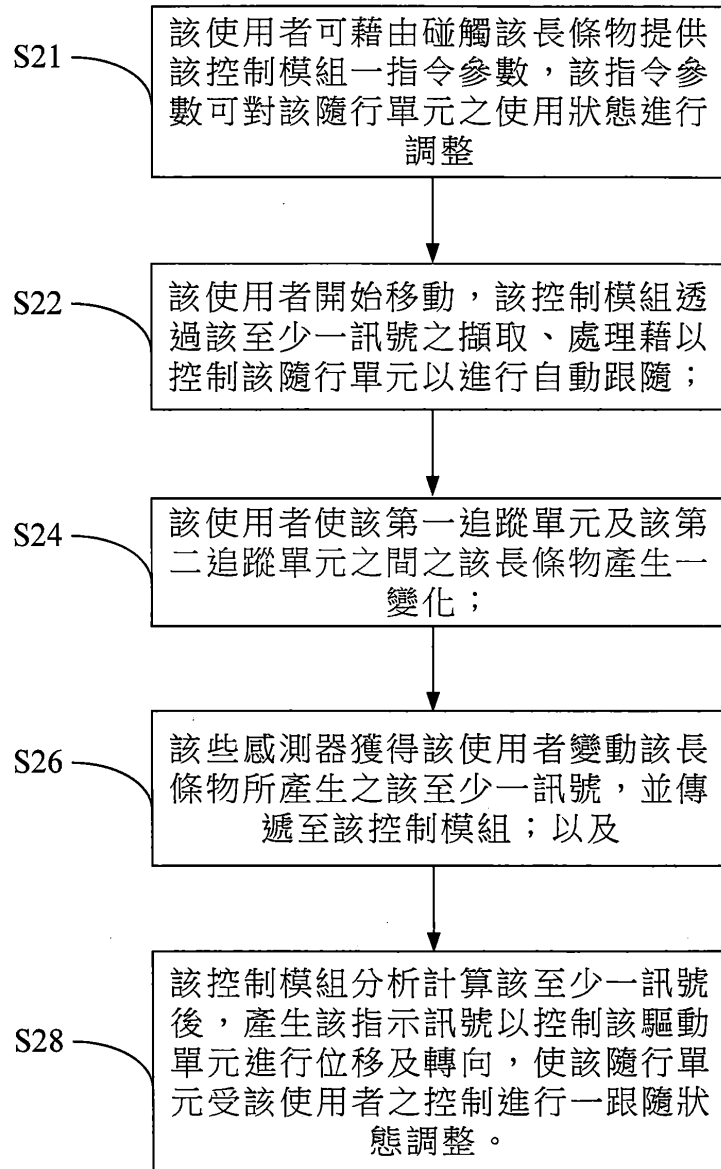 S21
該使用者可藉由碰觸該長條物提供
該控制模組一指令參數，該指令參
數可對該隨行單元之使用狀態進行
調整
S22
該使用者開始移動，該控制模組透
過該至少一訊號之擷取、處理藉以
控制該隨行單元以進行自動跟隨；
S24
該使用者使該第一追蹤單元及該第
二追蹤單元之間之該長條物產生一
變化；
S26
該些感測器獲得該使用者變動該長
條物所產生之該至少一訊號，並傳
遞至該控制模組；以及
S28
該控制模組分析計算該至少一訊號
後，產生該指示訊號以控制該驅動
單元進行位移及轉向，使該隨行單
元受該使用者之控制進行一跟隨狀
態調整。